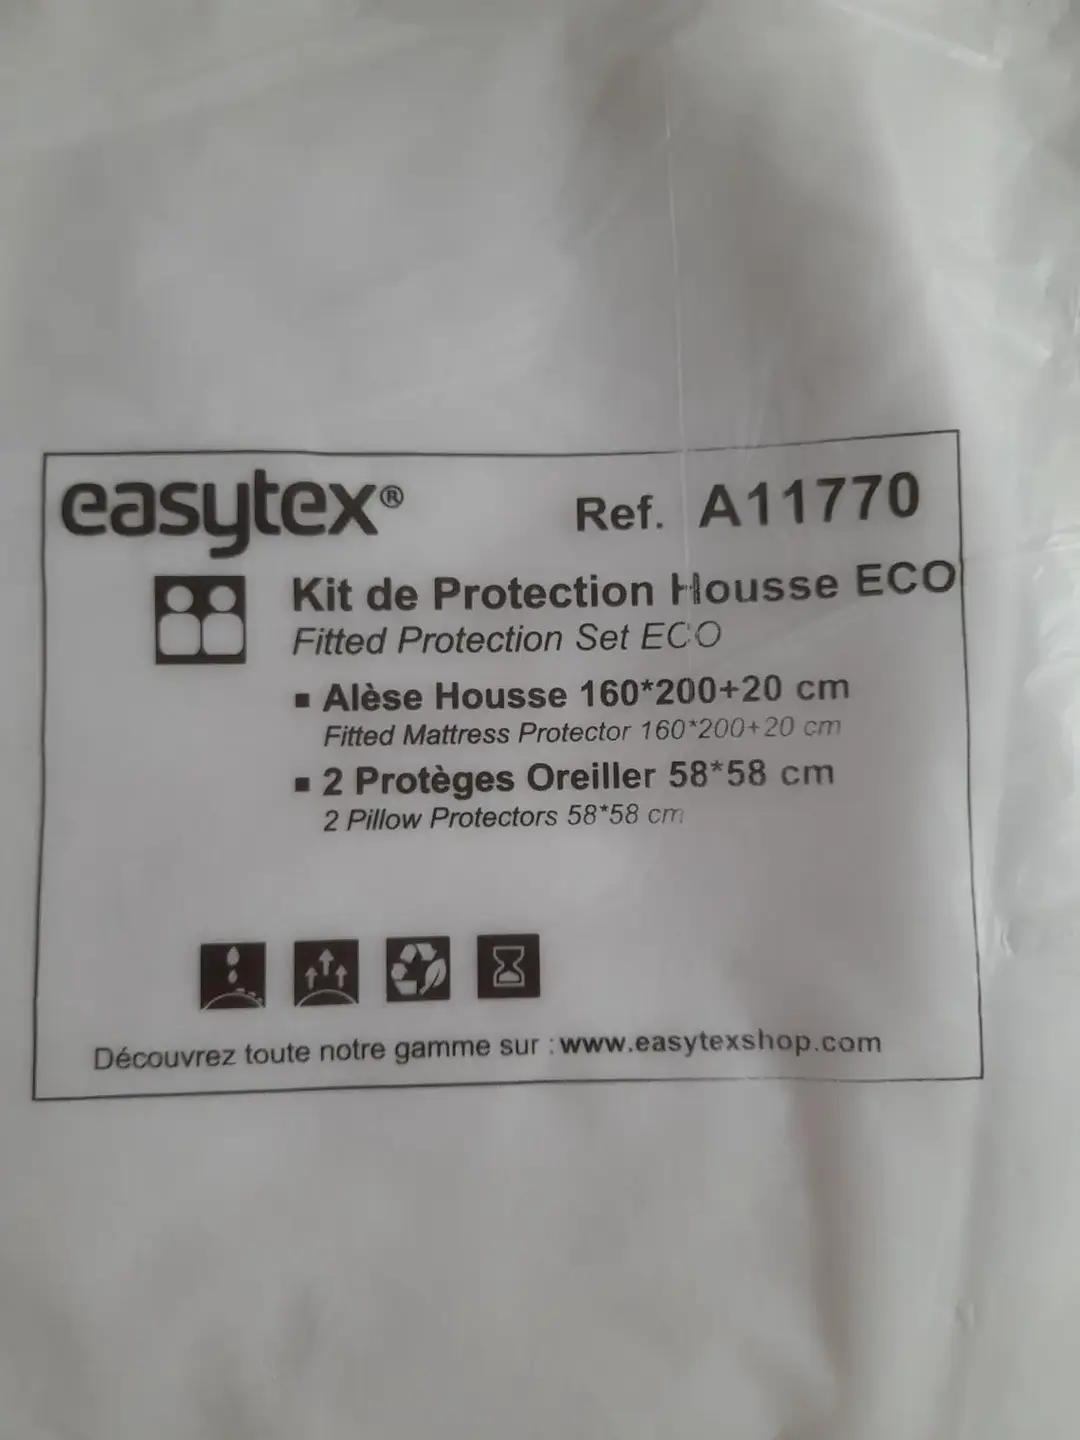 easytex®
Ref. A11770
Kit de Protection Housse ECO
Fitted Protection Set ECO
▪ Alèse Housse 160*200+20 cm
Fitted Mattress Protector 160*200+20 cm
▪ 2 Protèges Oreiller 58*58 cm
2 Pillow Protectors 58*58 cm
Découvrez toute notre gamme sur : www.easytexshop.com